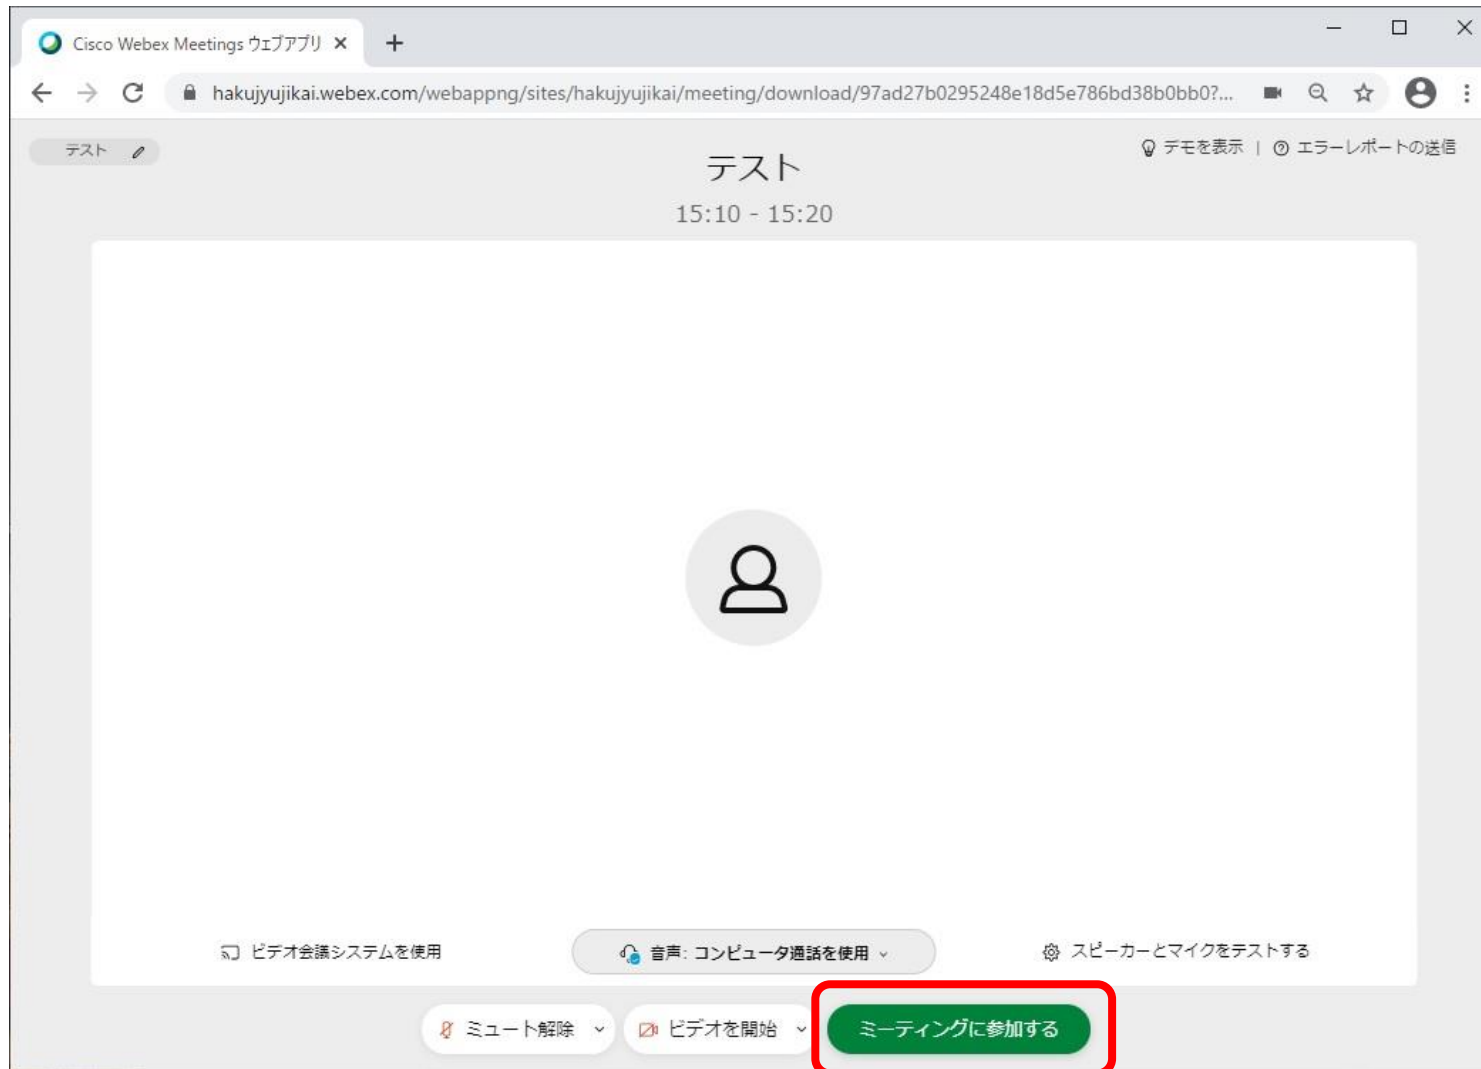 Cisco Webex Meetings ウェブアプリ
hakujyujikai.webex.com/webappng/sites/hakujyujikai/meeting/download/97ad27b0295248e18d5e786bd38b0bb0?...
テスト
デモを表示 | エラーレポートの送信
テスト
15:10 - 15:20
ビデオ会議システムを使用
音声: コンピュータ通話を使用
スピーカーとマイクをテストする
ミュート解除
ビデオを開始
ミーティングに参加する